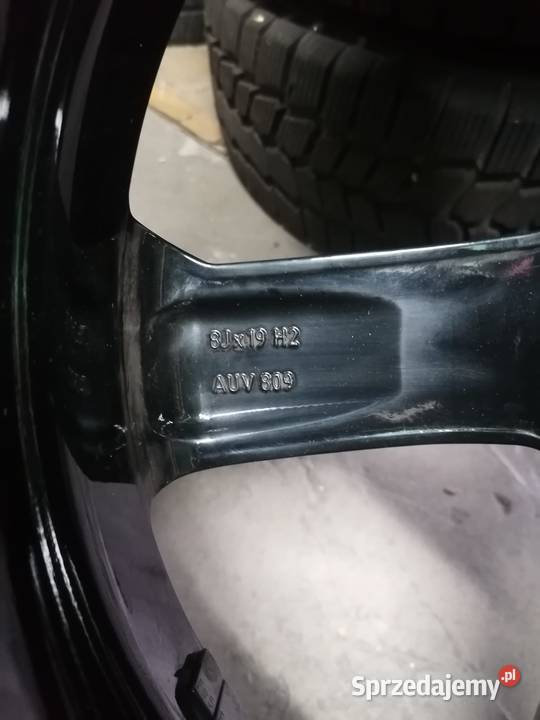 8Jx19 H2
AUV 809
Sprzedajemy.pl